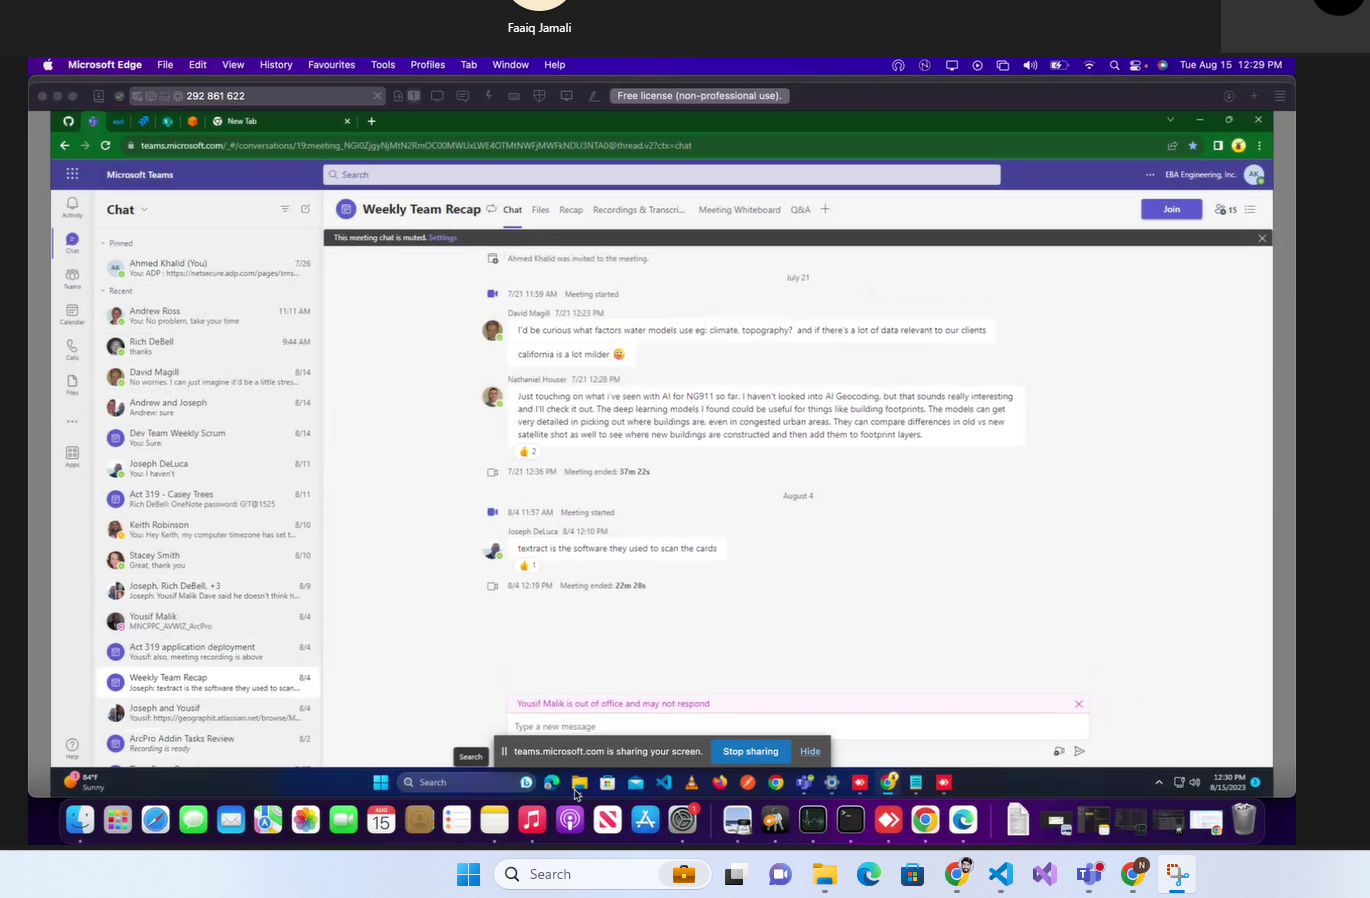 Faaiq Jamali
Microsoft Edge File Edit View History Favourites Tools Profiles Tab Window Help Tue Aug 15 12:29 PM
292 861 622
Free license (non-professional use).
esri
New Tab
teams.microsoft.com/_#/conversations/19:meeting_NGI0ZjgyNjMtN2RmOC00MWUxLWE4OTMtNWFjMWFkNDU3NTA0@thread.v2?ctx=chat
Microsoft Teams
Search
EBA Engineering, Inc.
AK
Activity
Chat
Teams
Calendar
Calls
Files
Apps
Help
Chat
Pinned
Ahmed Khalid (You) 7/26
You: ADP : https://netsecure.adp.com/pages/sms...
Recent
Andrew Ross 11:11 AM
You: No problem, take your time
Rich DeBell 9:44 AM
thanks
David Magill 8/14
No worries. I can just imagine it'd be a little stres...
Andrew and Joseph 8/14
Andrew: sure
Dev Team Weekly Scrum 8/14
You: Sure,
Joseph DeLuca 8/11
You: I haven't
Act 319 - Casey Trees 8/11
Rich DeBell: OneNote password: G!T@1525
Keith Robinson 8/10
You: Hey Keith, my computer timezone has set t...
Stacey Smith 8/10
Great, thank you
Joseph, Rich DeBell, +3 8/9
Joseph: Yousif Malik Dave said he doesn't think h...
Yousif Malik 8/4
MNCPPC_AVWIZ_ArcPro
Act 319 application deployment 8/4
Yousif: also, meeting recording is above
Weekly Team Recap 8/4
Joseph: textract is the software they used to scan...
Joseph and Yousif 8/4
Yousif: https://geographit.atlassian.net/browse/M...
ArcPro Addin Tasks Review 8/2
Recording is ready
Weekly Team Recap Chat Files Recap Recordings & Transcri... Meeting Whiteboard Q&A
Join
15
This meeting chat is muted. Settings
Ahmed Khalid was invited to the meeting.
July 21
7/21 11:59 AM Meeting started
David Magill 7/21 12:23 PM
I'd be curious what factors water models use eg: climate, topography? and if there's a lot of data relevant to our clients
california is a lot milder
Nathaniel Houser 7/21 12:28 PM
Just touching on what i've seen with AI for NG911 so far. I haven't looked into AI Geocoding, but that sounds really interesting
and I'll check it out. The deep learning models I found could be useful for things like building footprints. The models can get
very detailed in picking out where buildings are, even in congested urban areas. They can compare differences in old vs new
satellite shot as well to see where new buildings are constructed and then add them to footprint layers.
2
7/21 12:36 PM Meeting ended: 37m 22s
August 4
8/4 11:57 AM Meeting started
Joseph DeLuca 8/4 12:10 PM
textract is the software they used to scan the cards
1
8/4 12:19 PM Meeting ended: 22m 28s
Yousif Malik is out of office and may not respond
Type a new message
Search
teams.microsoft.com is sharing your screen.
Stop sharing
Hide
84°F
Sunny
Search
12:30 PM
8/15/2023
AUG
15
Search